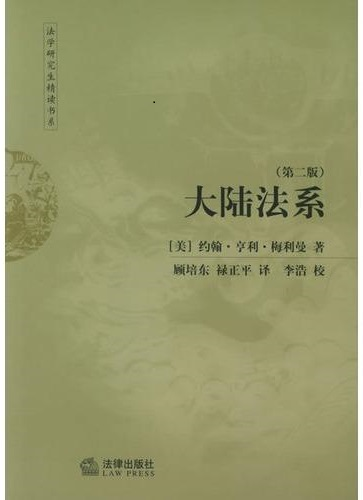 法学研究生精读书系
（第二版）
大陆法系
［美］约翰·亨利·梅利曼 著
顾培东 禄正平 译 李浩 校
法律出版社
LAW PRESS